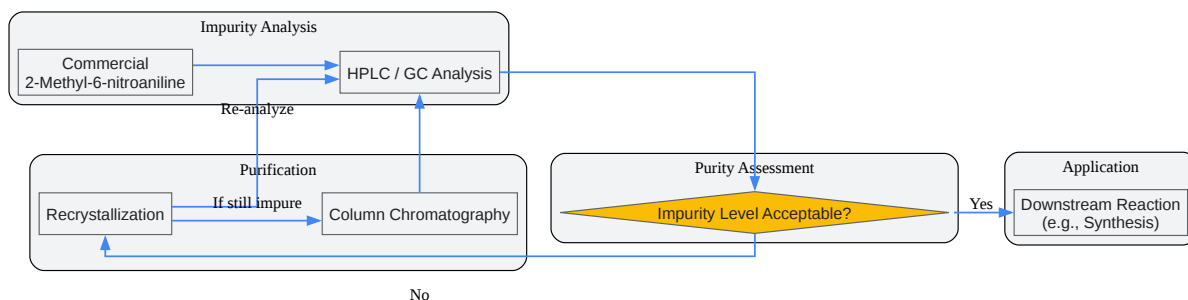 Impurity Analysis
Commercial
2-Methyl-6-nitroaniline
HPLC / GC Analysis
Re-analyze
Purification
Recrystallization
If still impure
Column Chromatography
Purity Assessment
Impurity Level Acceptable?
Yes
Application
Downstream Reaction
(e.g., Synthesis)
No